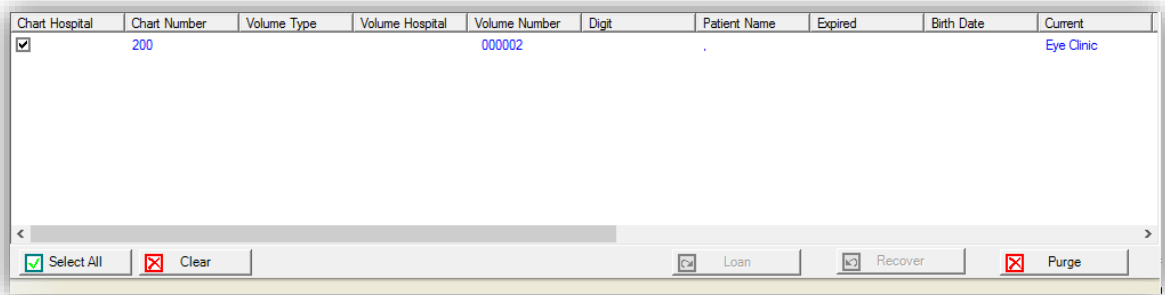 Chart Hospital Chart Number Volume Type Volume Hospital Volume Number Digit Patient Name Expired Birth Date Current
200 000002 , Eye Clinic
Select All Clear Loan Recover Purge